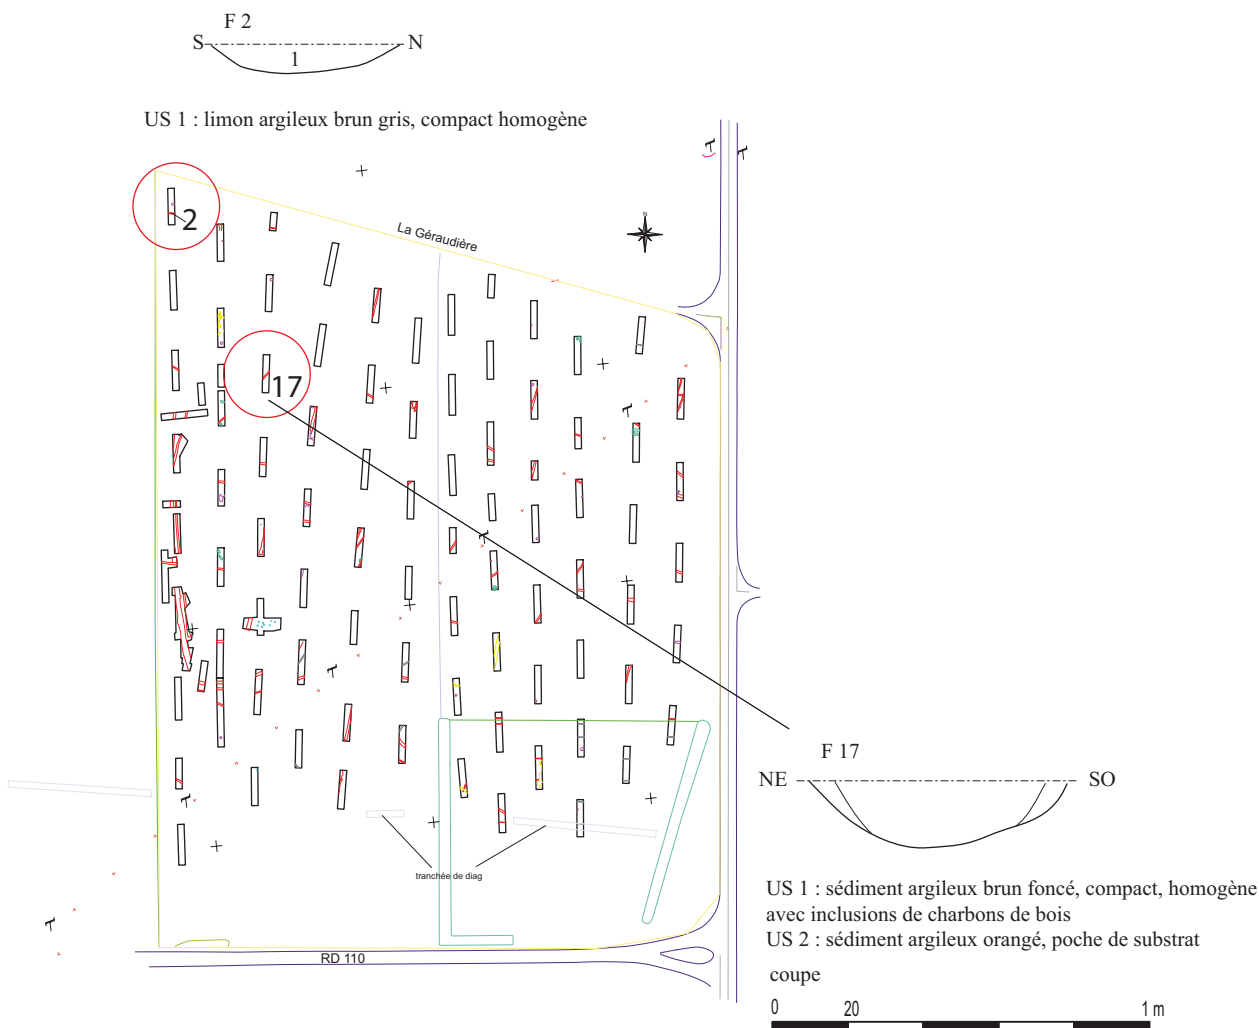 F 2
S N
1
US 1 : limon argileux brun gris, compact homogène
N
2
La Géraudière
17
F 17
NE SO
tranchée de diag
US 1 : sédiment argileux brun foncé, compact, homogène
avec inclusions de charbons de bois
US 2 : sédiment argileux orangé, poche de substrat
RD 110
coupe
0 20 1 m